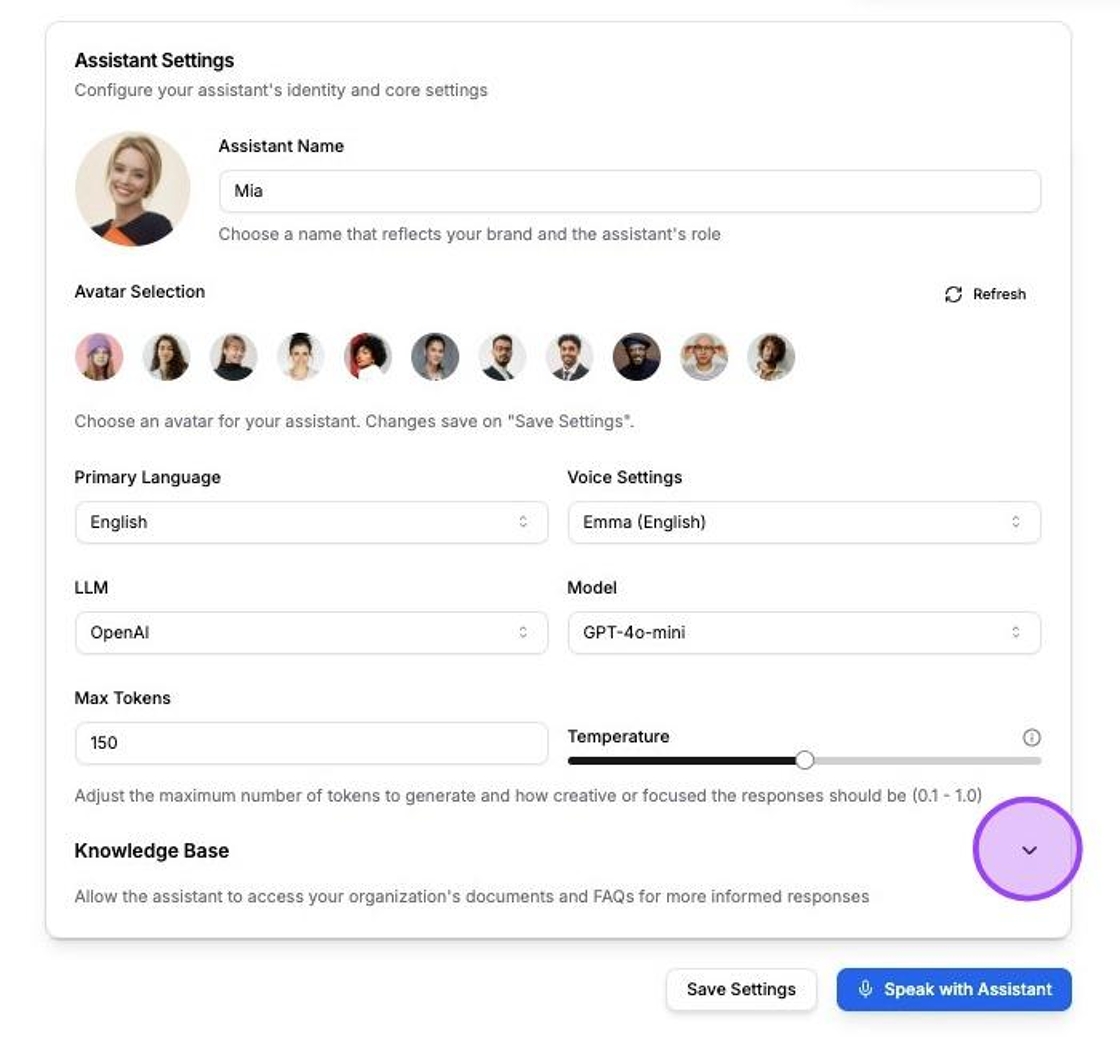 Assistant Settings
Configure your assistant's identity and core settings
Assistant Name
Mia
Choose a name that reflects your brand and the assistant's role
Avatar Selection
Refresh
Choose an avatar for your assistant. Changes save on "Save Settings".
Primary Language
Voice Settings
English
Emma (English)
LLM
Model
OpenAI
GPT-4o-mini
Max Tokens
150
Temperature
Adjust the maximum number of tokens to generate and how creative or focused the responses should be (0.1 - 1.0)
Knowledge Base
Allow the assistant to access your organization's documents and FAQs for more informed responses
Save Settings
Speak with Assistant